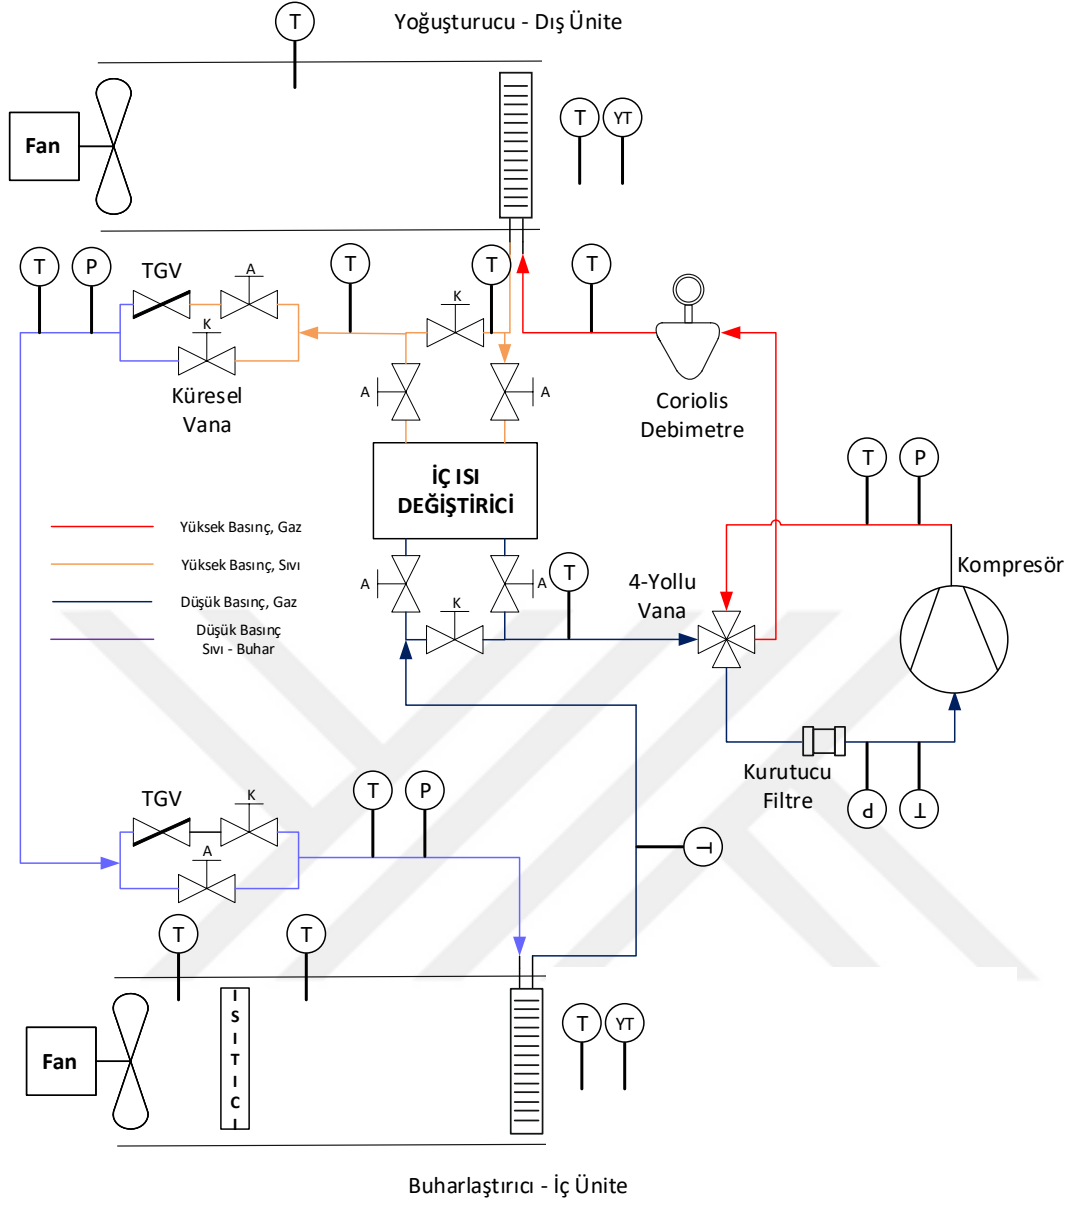 T
Yoğuşturucu - Dış Ünite
Fan
T
YT
T
P
TGV
A
T
T
T
K
K
Küresel
Vana
A
A
Coriolis
Debimetre
İÇ ISI
DEĞİŞTİRİCİ
T
P
Yüksek Basınç, Gaz
Yüksek Basınç, Sıvı
Düşük Basınç, Gaz
Düşük Basınç
Sıvı - Buhar
A
A
K
T
4-Yollu
Vana
Kompresör
Kurutucu
Filtre
P
T
TGV
K
A
T
P
T
T
T
Fan
I
S
I
T
I
C
I
T
YT
Buharlaştırıcı - İç Ünite